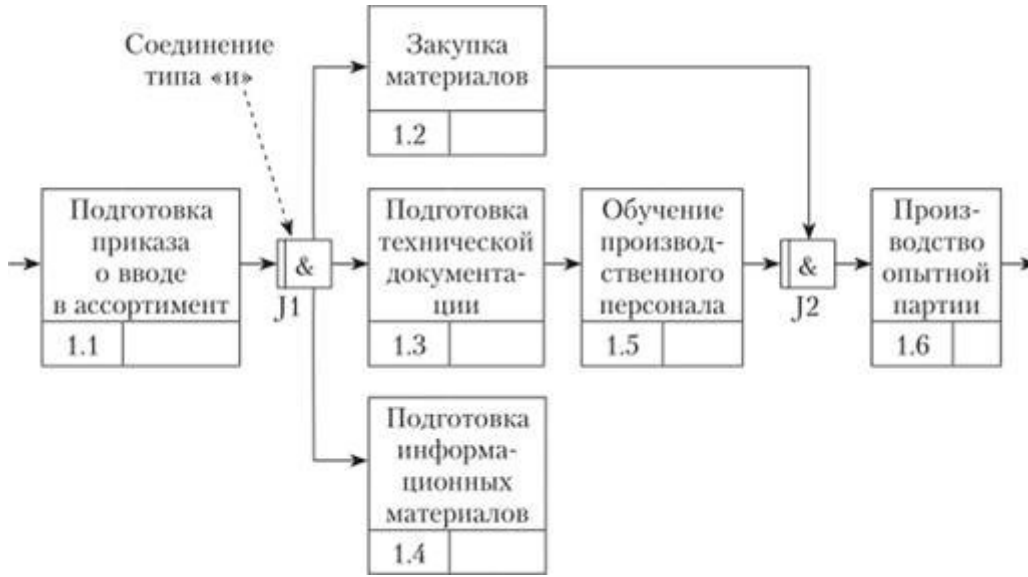 Соединение
типа «и»
Закупка
материалов
1.2
Подготовка
приказа
о вводе
в ассортимент
1.1
&
J1
Подготовка
технической
документа-
ции
1.3
Обучение
производ-
ственного
персонала
1.5
&
J2
Произ-
водство
опытной
партии
1.6
Подготовка
информа-
ционных
материалов
1.4